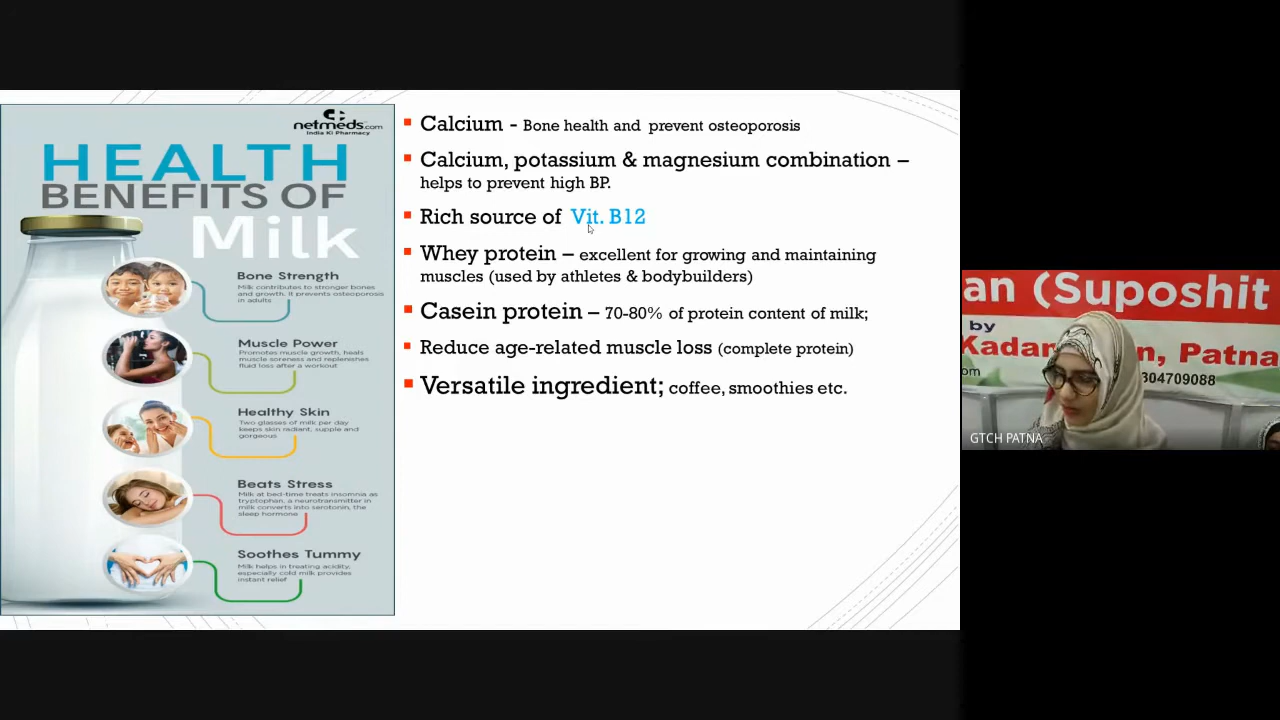 netmeds.com
India Ki Pharmacy
HEALTH
BENEFITS OF
Milk
Bone Strength
Milk contributes to stronger bones
and growth. It prevents osteoporosis
in adults
Muscle Power
Promotes muscle growth, heals
muscle soreness and replenishes
fluid loss after a workout
Healthy Skin
Two glasses of milk per day
keeps skin radiant, supple and
gorgeous
Beats Stress
Milk at bed-time treats insomnia as
tryptophan, a neurotransmitter in
milk converts into serotonin, the
sleep hormone
Soothes Tummy
Milk helps in treating acidity,
especially cold milk provides
instant relief
Calcium - Bone health and prevent osteoporosis
Calcium, potassium & magnesium combination –
helps to prevent high BP.
Rich source of Vit. B12
Whey protein – excellent for growing and maintaining
muscles (used by athletes & bodybuilders)
Casein protein – 70-80% of protein content of milk;
Reduce age-related muscle loss (complete protein)
Versatile ingredient; coffee, smoothies etc.
an (Suposhit
by
Kadam n, Patna
om 304709088
GTCH PATNA